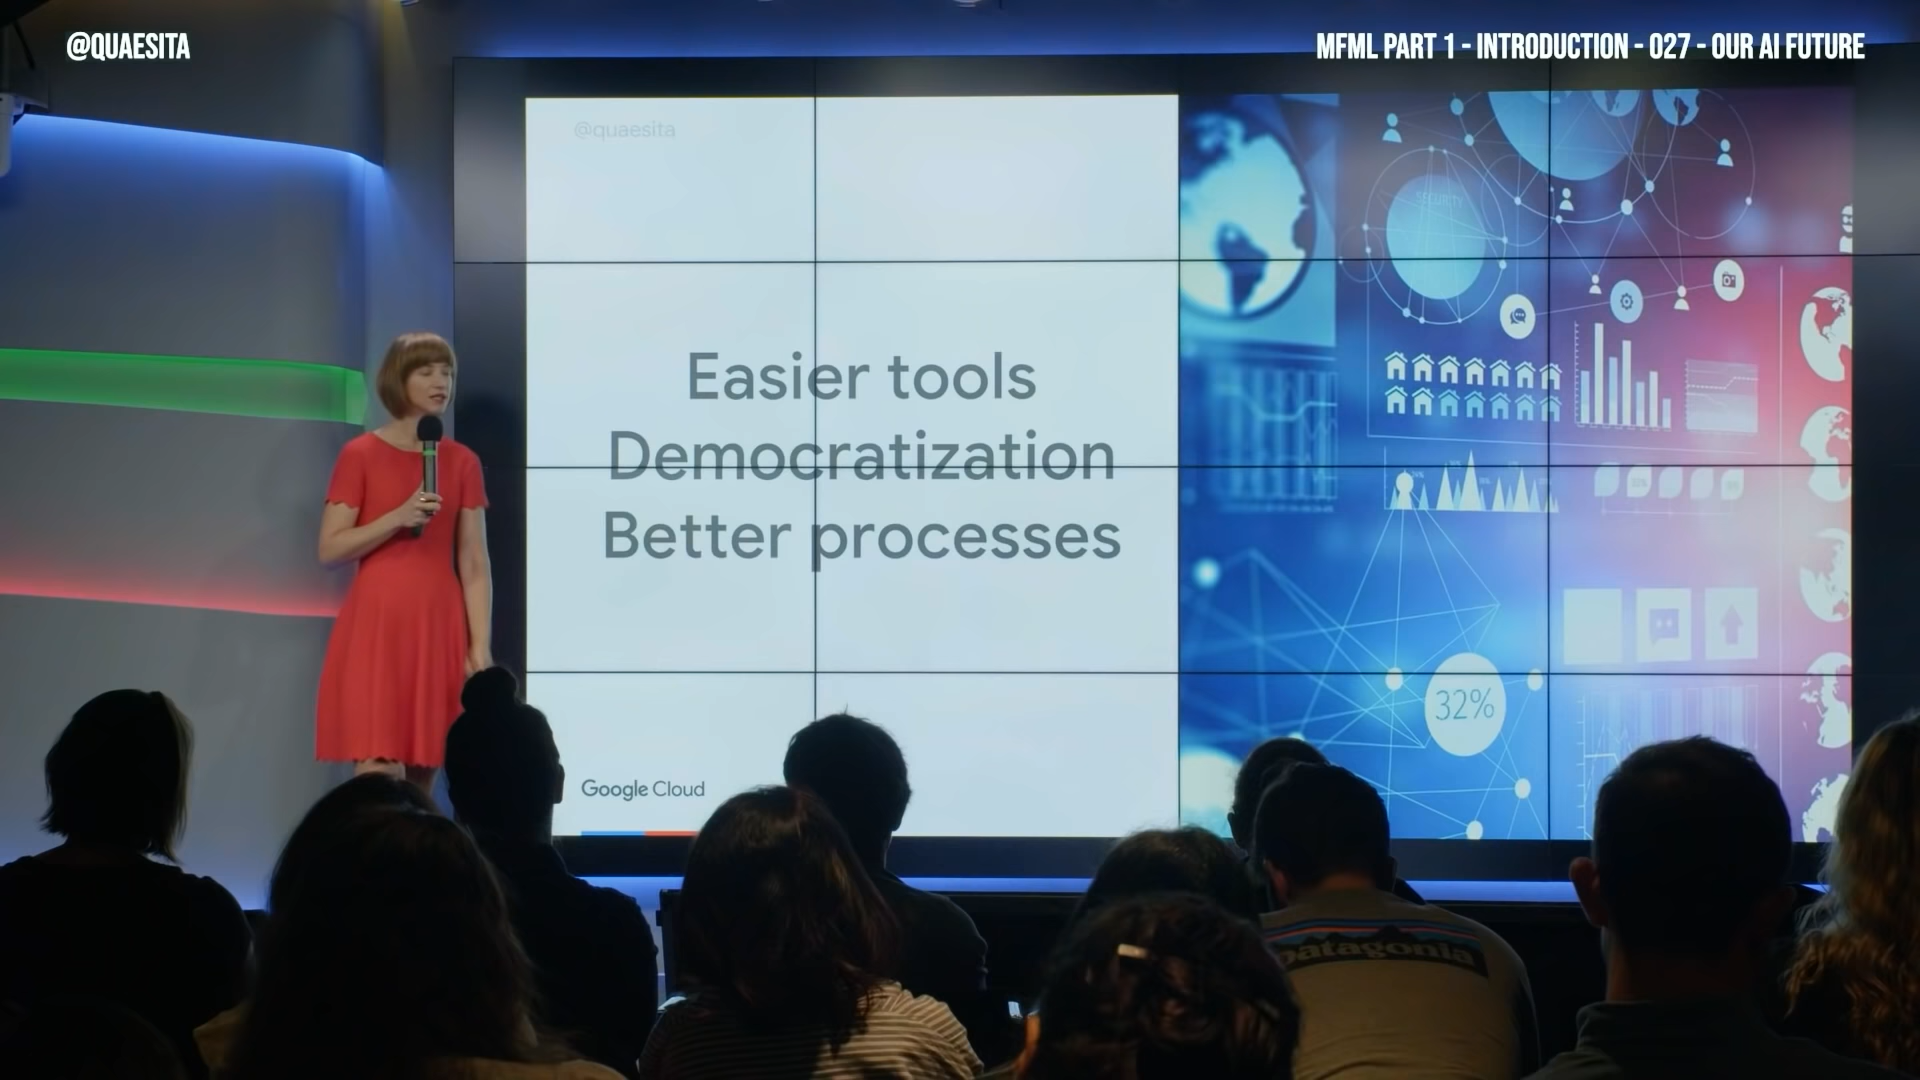 @QUAESITA
MFML PART 1 - INTRODUCTION - 027 - OUR AI FUTURE
@quaesita
SECURITY
Easier tools
Democratization
Better processes
32%
Google Cloud
patagonia